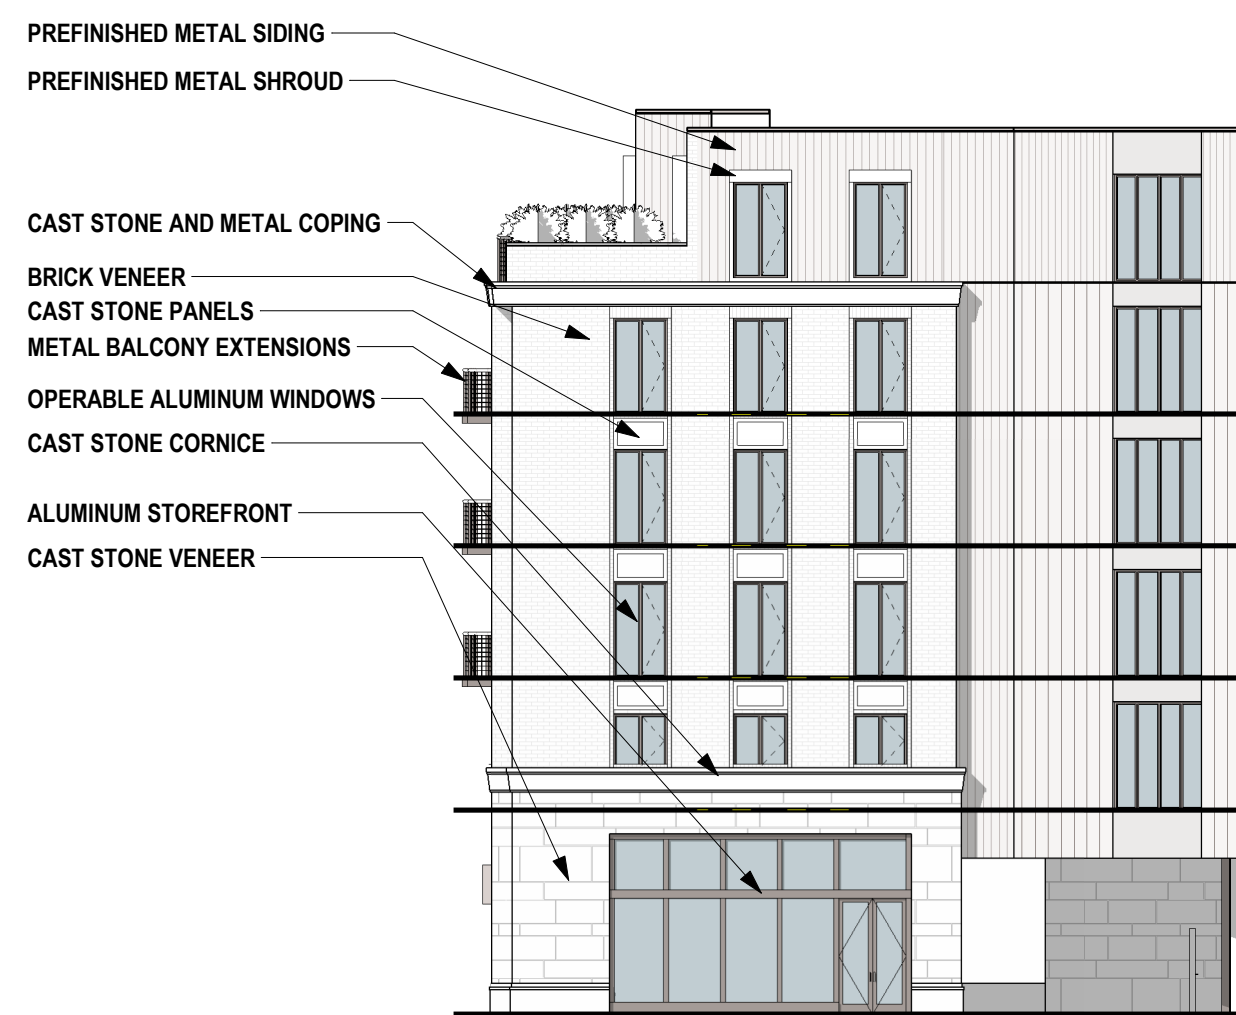 PREFINISHED METAL SIDING
PREFINISHED METAL SHROUD
CAST STONE AND METAL COPING
BRICK VENEER
CAST STONE PANELS
METAL BALCONY EXTENSIONS
OPERABLE ALUMINUM WINDOWS
CAST STONE CORNICE
ALUMINUM STOREFRONT
CAST STONE VENEER